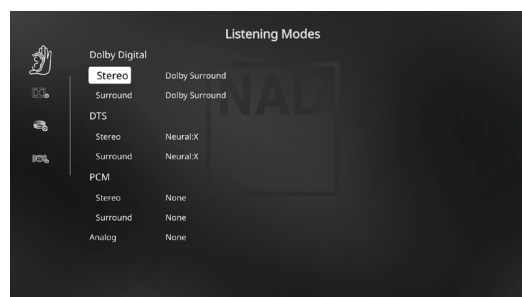 Listening Modes
Dolby Digital
Stereo Dolby Surround
Surround Dolby Surround
NAD
DTS
Stereo Neural:X
Surround Neural:X
PCM
Stereo None
Surround None
Analog None